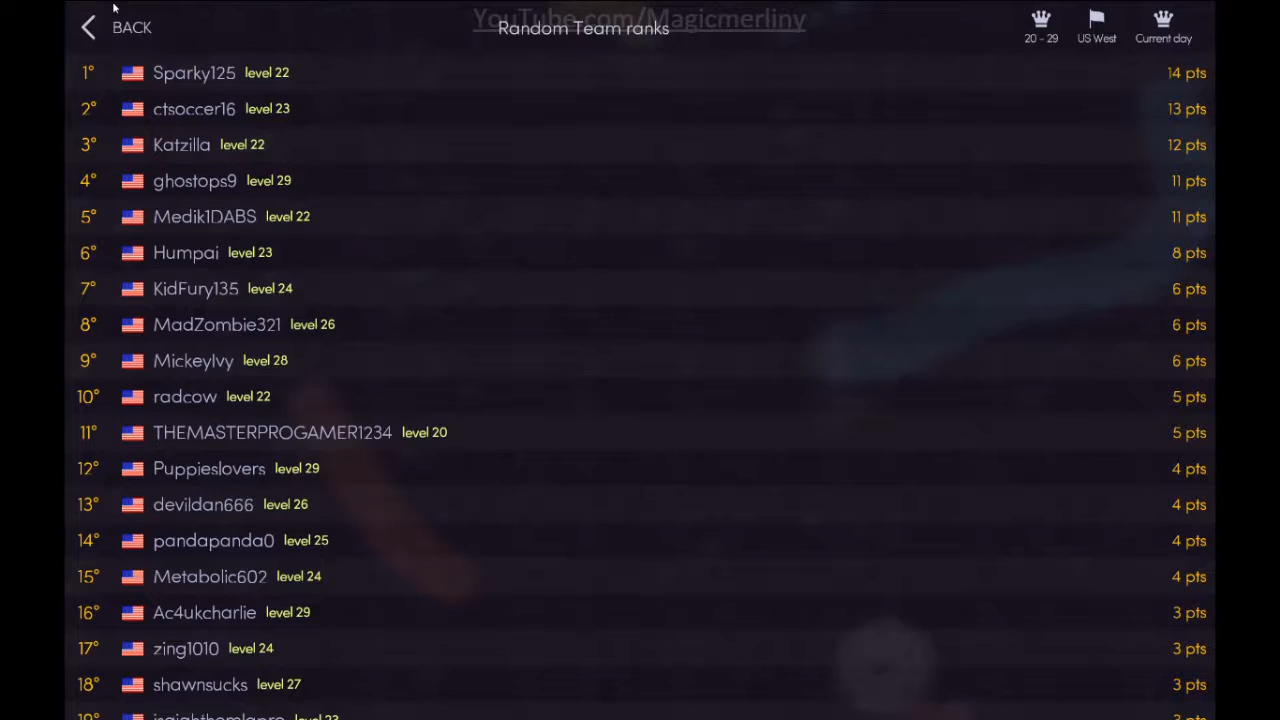 YouTube.com/Magicmerliny
BACK
Random Team ranks
20 - 29
US West
Current day
1° Sparky125 level 22 14 pts
2° ctsoccer16 level 23 13 pts
3° Katzilla level 22 12 pts
4° ghostops9 level 29 11 pts
5° Medik1DABS level 22 11 pts
6° Humpai level 23 8 pts
7° KidFury135 level 24 6 pts
8° MadZombie321 level 26 6 pts
9° MickeyIvy level 28 6 pts
10° radcow level 22 5 pts
11° THEMASTERPROGAMER1234 level 20 5 pts
12° Puppieslovers level 29 4 pts
13° devildan666 level 26 4 pts
14° pandapanda0 level 25 4 pts
15° Metabolic602 level 24 4 pts
16° Ac4ukcharlie level 29 3 pts
17° zing1010 level 24 3 pts
18° shawnsucks level 27 3 pts
19° level 23 3 pts